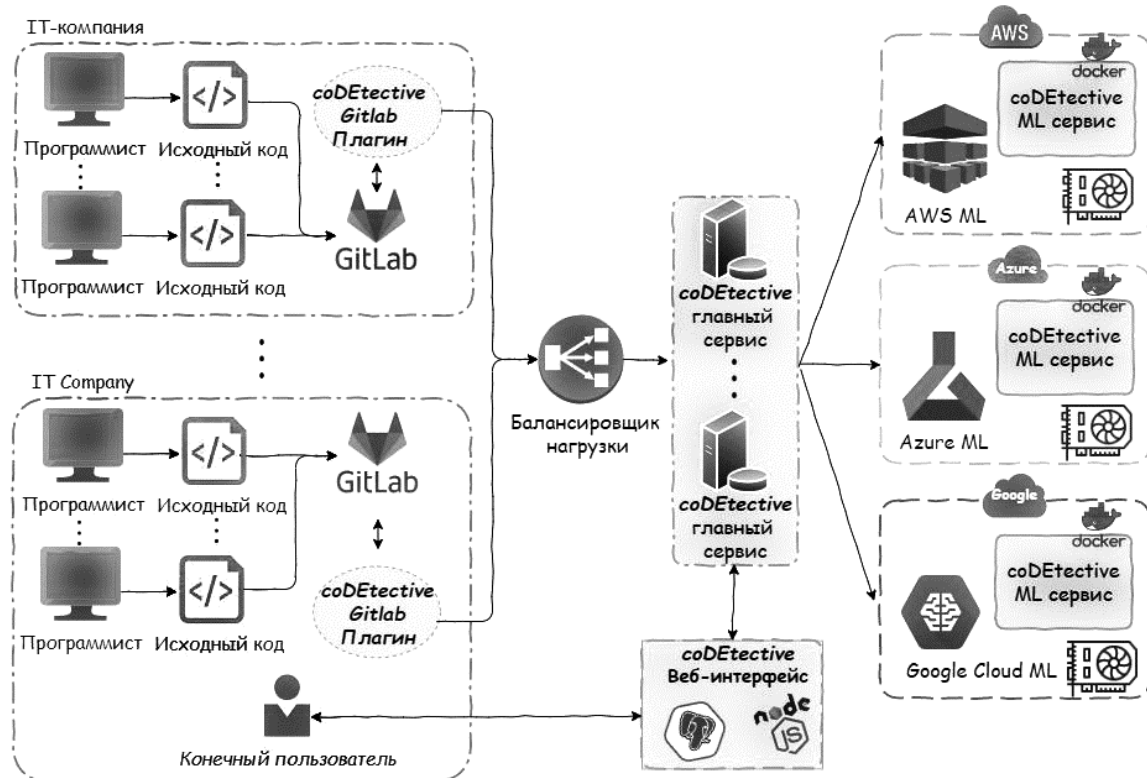 IT-компания
Программист
Исходный код
Программист
Исходный код
coDEtective
Gitlab
Плагин
GitLab
IT Company
Программист
Исходный код
Программист
Исходный код
GitLab
coDEtective
Gitlab
Плагин
Конечный пользователь
Балансировщик
нагрузки
coDEtective
главный
сервис
coDEtective
главный
сервис
coDEtective
Веб-интерфейс
node
JS
AWS
docker
coDEtective
ML сервис
AWS ML
Azure
docker
coDEtective
ML сервис
Azure ML
Google
docker
coDEtective
ML сервис
Google Cloud ML